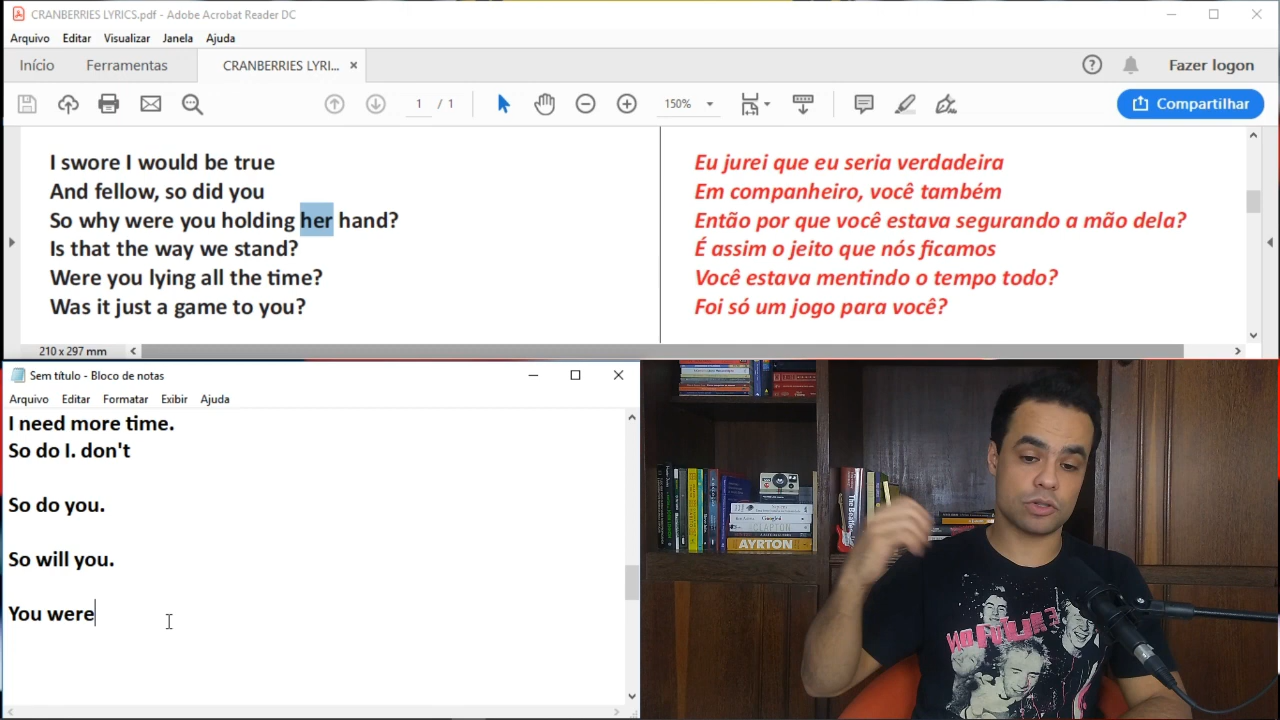 CRANBERRIES LYRICS.pdf - Adobe Acrobat Reader DC
Arquivo Editar Visualizar Janela Ajuda
Início Ferramentas CRANBERRIES LYRI... × Fazer logon
1 / 1 150% Compartilhar
I swore I would be true
And fellow, so did you
So why were you holding her hand?
Is that the way we stand?
Were you lying all the time?
Was it just a game to you?
Eu jurei que eu seria verdadeira
Em companheiro, você também
Então por que você estava segurando a mão dela?
É assim o jeito que nós ficamos
Você estava mentindo o tempo todo?
Foi só um jogo para você?
210 x 297 mm
Sem título - Bloco de notas
Arquivo Editar Formatar Exibir Ajuda
I need more time.
So do I. don't
So do you.
So will you.
You were
The Beatles
Googled
CLAPTON
AYRTON
NO FUTURE